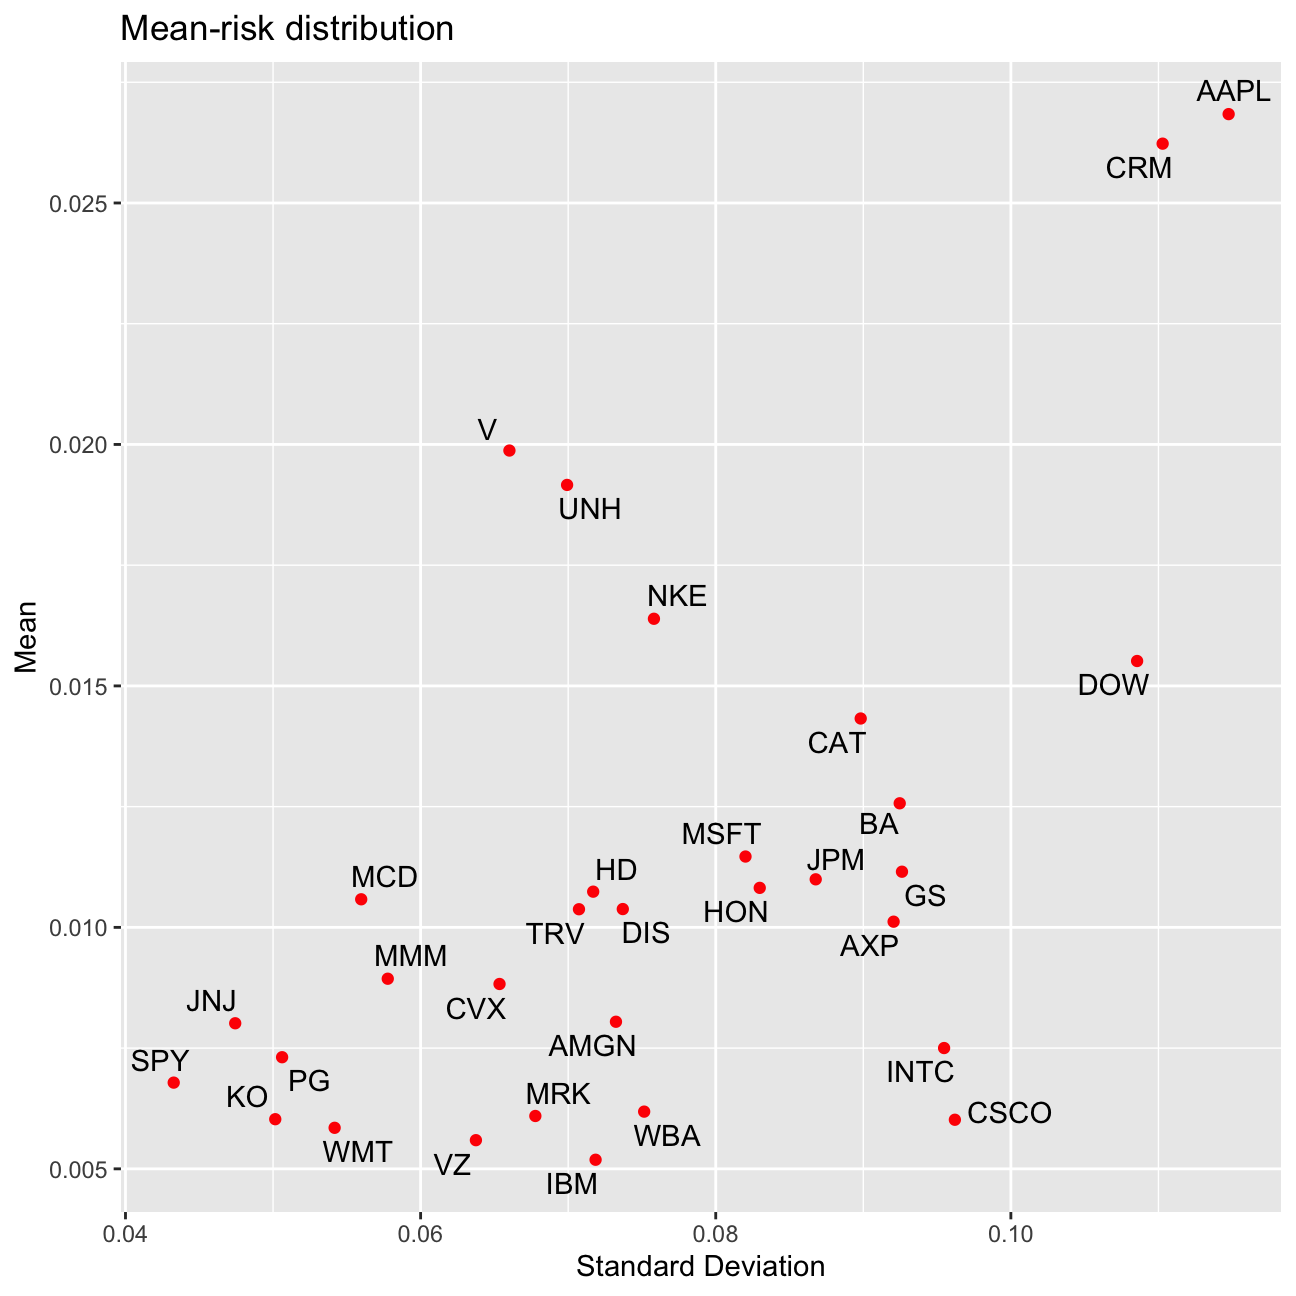 Mean-risk distribution
AAPL
CRM
0.025
V
0.020
UNH
NKE
Mean
DOW
0.015
CAT
BA
MSFT
JPM
HD
MCD
GS
HON
0.010
TRV
DIS
AXP
MMM
JNJ
CVX
AMGN
SPY
INTC
PG
KO
MRK
CSCO
WBA
WMT
VZ
0.005
IBM
0.04 0.06 0.08 0.10
Standard Deviation